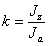 k = J_z / J_a